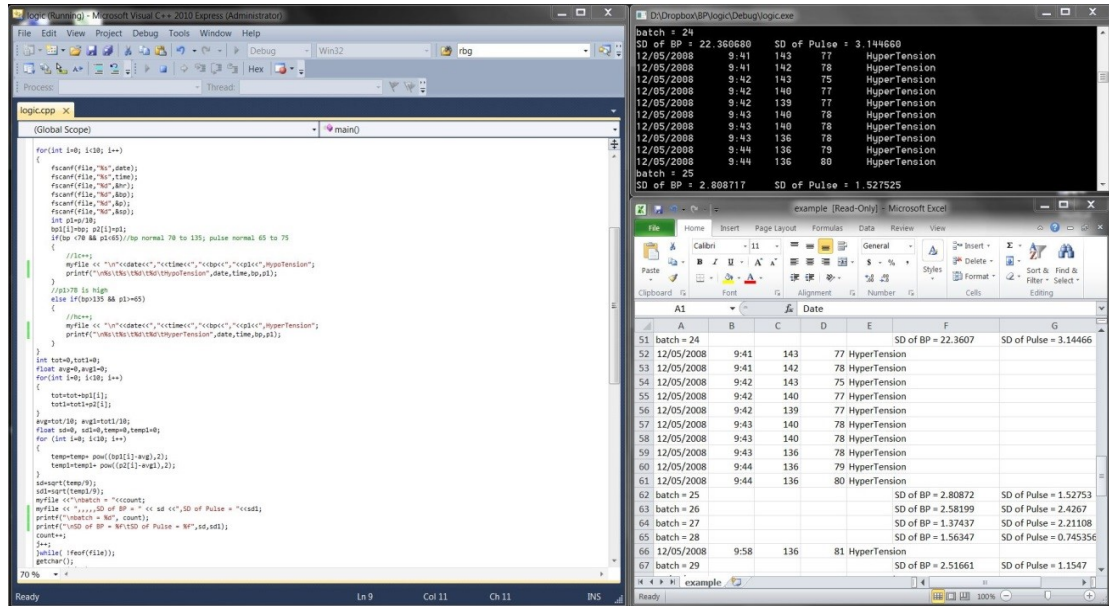 logic (Running) - Microsoft Visual C++ 2010 Express (Administrator)
File Edit View Project Debug Tools Window Help
Debug Win32 rbg
Hex
Process: Thread:
logic.cpp
(Global Scope) main()
for(int i=0; i<10; i++)
{
fscanf(file,"%s",date);
fscanf(file,"%s",time);
fscanf(file,"%d",&hr);
fscanf(file,"%d",&bp);
fscanf(file,"%d",&p);
fscanf(file,"%d",&sp);
int p1=p/10;
bp1[i]=bp; p2[i]=p1;
if(bp <70 && p1<65)//bp normal 70 to 135; pulse normal 65 to 75
{
//lc++;
myfile << "\n"<<date<<","<<time<<","<<bp<<","<<p1<<",HypoTension";
printf("\n%s\t%s\t%d\t%d\tHypoTension",date,time,bp,p1);
}
//p1>78 is high
else if(bp>135 && p1>=65)
{
//hc++;
myfile << "\n"<<date<<","<<time<<","<<bp<<","<<p1<<",HyperTension";
printf("\n%s\t%s\t%d\t%d\tHyperTension",date,time,bp,p1);
}
}
int tot=0,tot1=0;
float avg=0,avg1=0;
for(int i=0; i<10; i++)
{
tot=tot+bp1[i];
tot1=tot1+p2[i];
}
avg=tot/10; avg1=tot1/10;
float sd=0, sd1=0,temp=0,temp1=0;
for (int i=0; i<10; i++)
{
temp=temp+ pow((bp1[i]-avg),2);
temp1=temp1+ pow((p2[i]-avg1),2);
}
sd=sqrt(temp/9);
sd1=sqrt(temp1/9);
myfile <<"\nbatch = "<<count;
myfile << ",,,,,SD of BP = " << sd <<",SD of Pulse = "<<sd1;
printf("\nbatch = %d", count);
printf("\nSD of BP = %f\tSD of Pulse = %f",sd,sd1);
count++;
j++;
}while( !feof(file));
getchar();
70 %
Ready Ln 9 Col 11 Ch 11 INS
D:\Dropbox\BP\logic\Debug\logic.exe
batch = 24
SD of BP = 22.360680 SD of Pulse = 3.144660
12/05/2008 9:41 143 77 HyperTension
12/05/2008 9:41 142 78 HyperTension
12/05/2008 9:42 143 75 HyperTension
12/05/2008 9:42 140 77 HyperTension
12/05/2008 9:42 139 77 HyperTension
12/05/2008 9:43 140 78 HyperTension
12/05/2008 9:43 140 78 HyperTension
12/05/2008 9:43 136 78 HyperTension
12/05/2008 9:44 136 79 HyperTension
12/05/2008 9:44 136 80 HyperTension
batch = 25
SD of BP = 2.808717 SD of Pulse = 1.527525
example [Read-Only] - Microsoft Excel
File Home Insert Page Layout Formulas Data Review View
Paste Calibri 11 General Styles Insert Delete Format Sort & Filter Find & Select
Clipboard Font Alignment Number Cells Editing
A1 fx Date
A B C D E F G
51 batch = 24 SD of BP = 22.3607 SD of Pulse = 3.14466
52 12/05/2008 9:41 143 77 HyperTension
53 12/05/2008 9:41 142 78 HyperTension
54 12/05/2008 9:42 143 75 HyperTension
55 12/05/2008 9:42 140 77 HyperTension
56 12/05/2008 9:42 139 77 HyperTension
57 12/05/2008 9:43 140 78 HyperTension
58 12/05/2008 9:43 140 78 HyperTension
59 12/05/2008 9:43 136 78 HyperTension
60 12/05/2008 9:44 136 79 HyperTension
61 12/05/2008 9:44 136 80 HyperTension
62 batch = 25 SD of BP = 2.80872 SD of Pulse = 1.52753
63 batch = 26 SD of BP = 2.58199 SD of Pulse = 2.4267
64 batch = 27 SD of BP = 1.37437 SD of Pulse = 2.21108
65 batch = 28 SD of BP = 1.56347 SD of Pulse = 0.745356
66 12/05/2008 9:58 136 81 HyperTension
67 batch = 29 SD of BP = 2.51661 SD of Pulse = 1.1547
example
Ready 100%